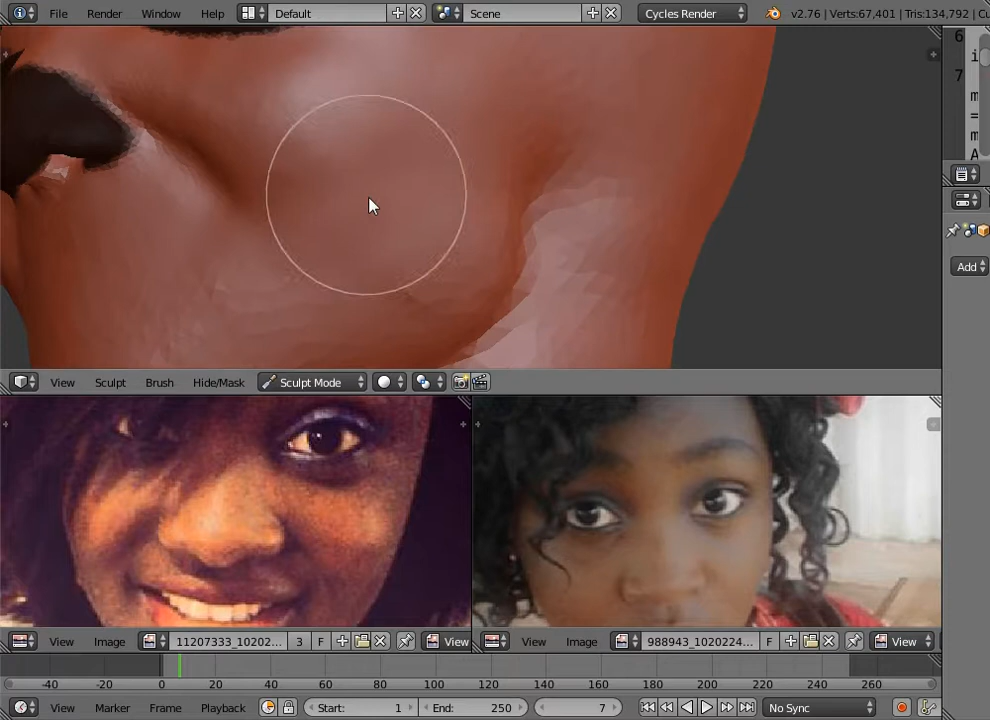 File Render Window Help Default Scene Cycles Render v2.76 | Verts:67,401 | Tris:134,792 | Cu
6
i
7
m
=
m
A
Add
View Sculpt Brush Hide/Mask Sculpt Mode
View Image 11207333_10202... 3 F View View Image 988943_1020224... F View
-40 -20 0 20 40 60 80 100 120 140 160 180 200 220 240 260
View Marker Frame Playback Start: 1 End: 250 7 No Sync